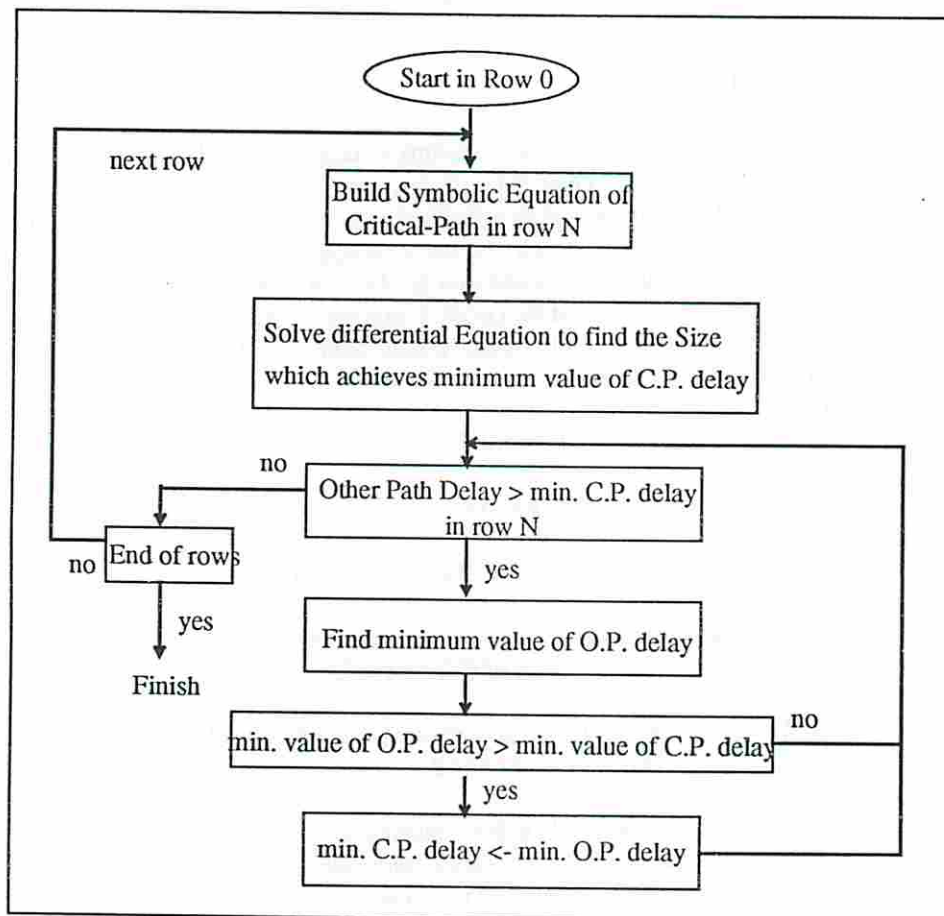 Start in Row 0
next row
Build Symbolic Equation of
Critical-Path in row N
Solve differential Equation to find the Size
which achieves minimum value of C.P. delay
no
Other Path Delay > min. C.P. delay
in row N
no
End of rows
yes
yes
Find minimum value of O.P. delay
Finish
no
min. value of O.P. delay > min. value of C.P. delay
yes
min. C.P. delay <- min. O.P. delay